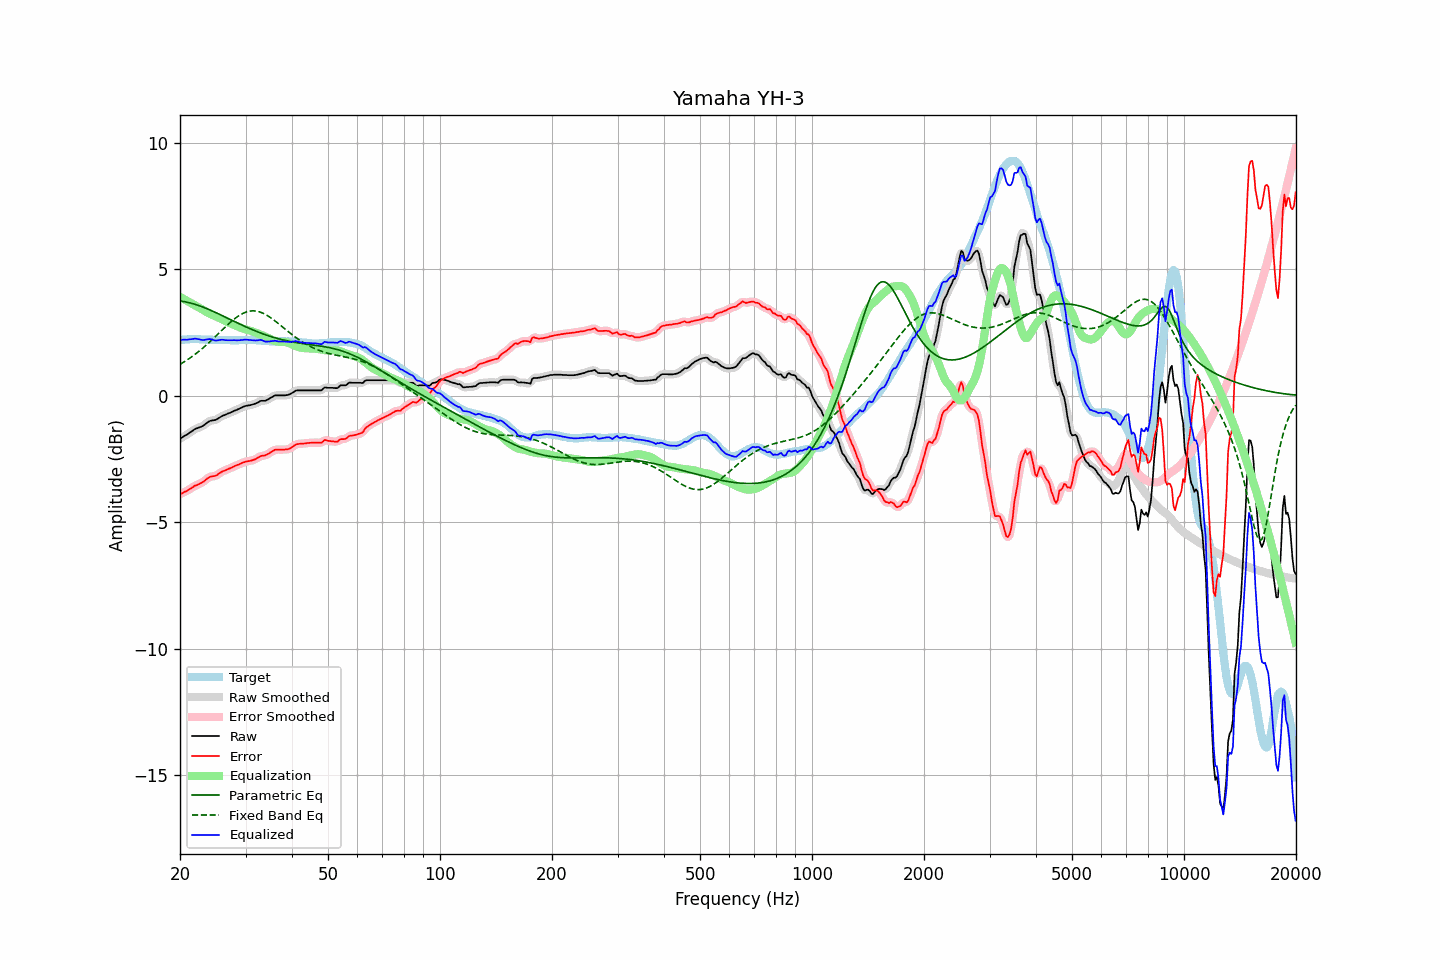 Yamaha YH-3
Amplitude (dBr)
10
5
0
−5
−10
−15
Target
Raw Smoothed
Error Smoothed
Raw
Error
Equalization
Parametric Eq
Fixed Band Eq
Equalized
20 50 100 200 500 1000 2000 5000 10000 20000
Frequency (Hz)